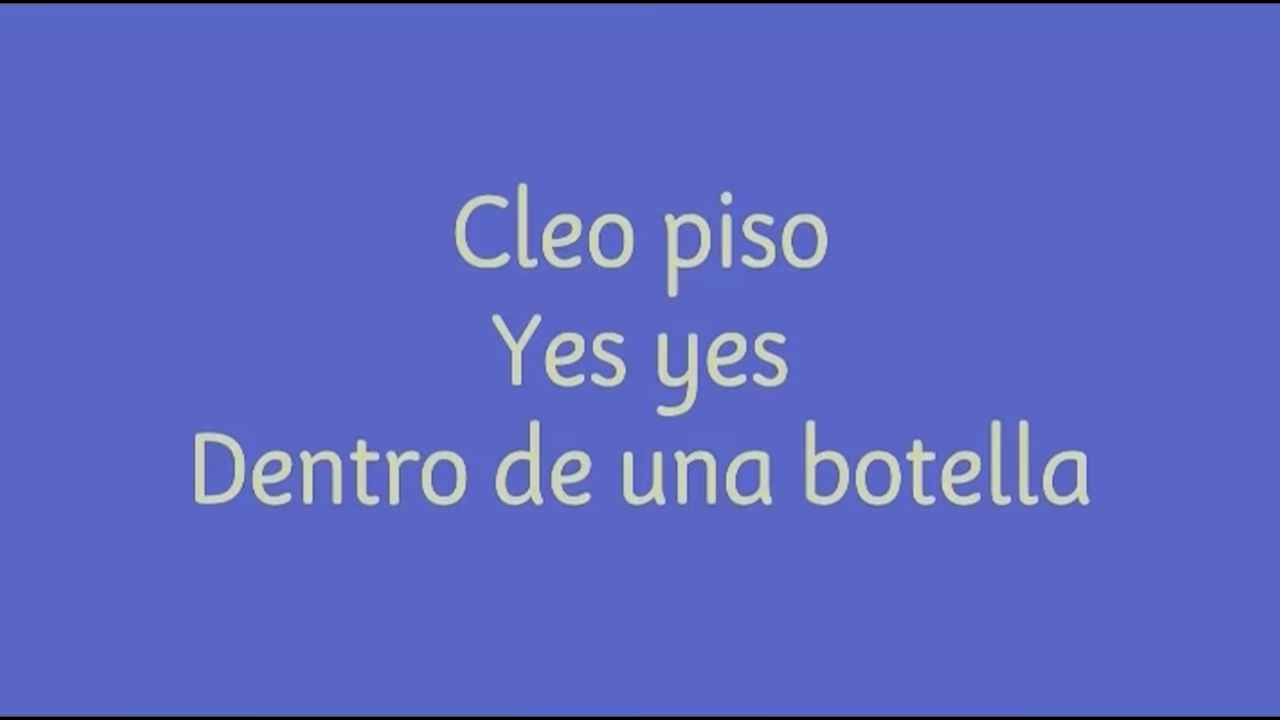 Cleo piso
Yes yes
Dentro de una botella